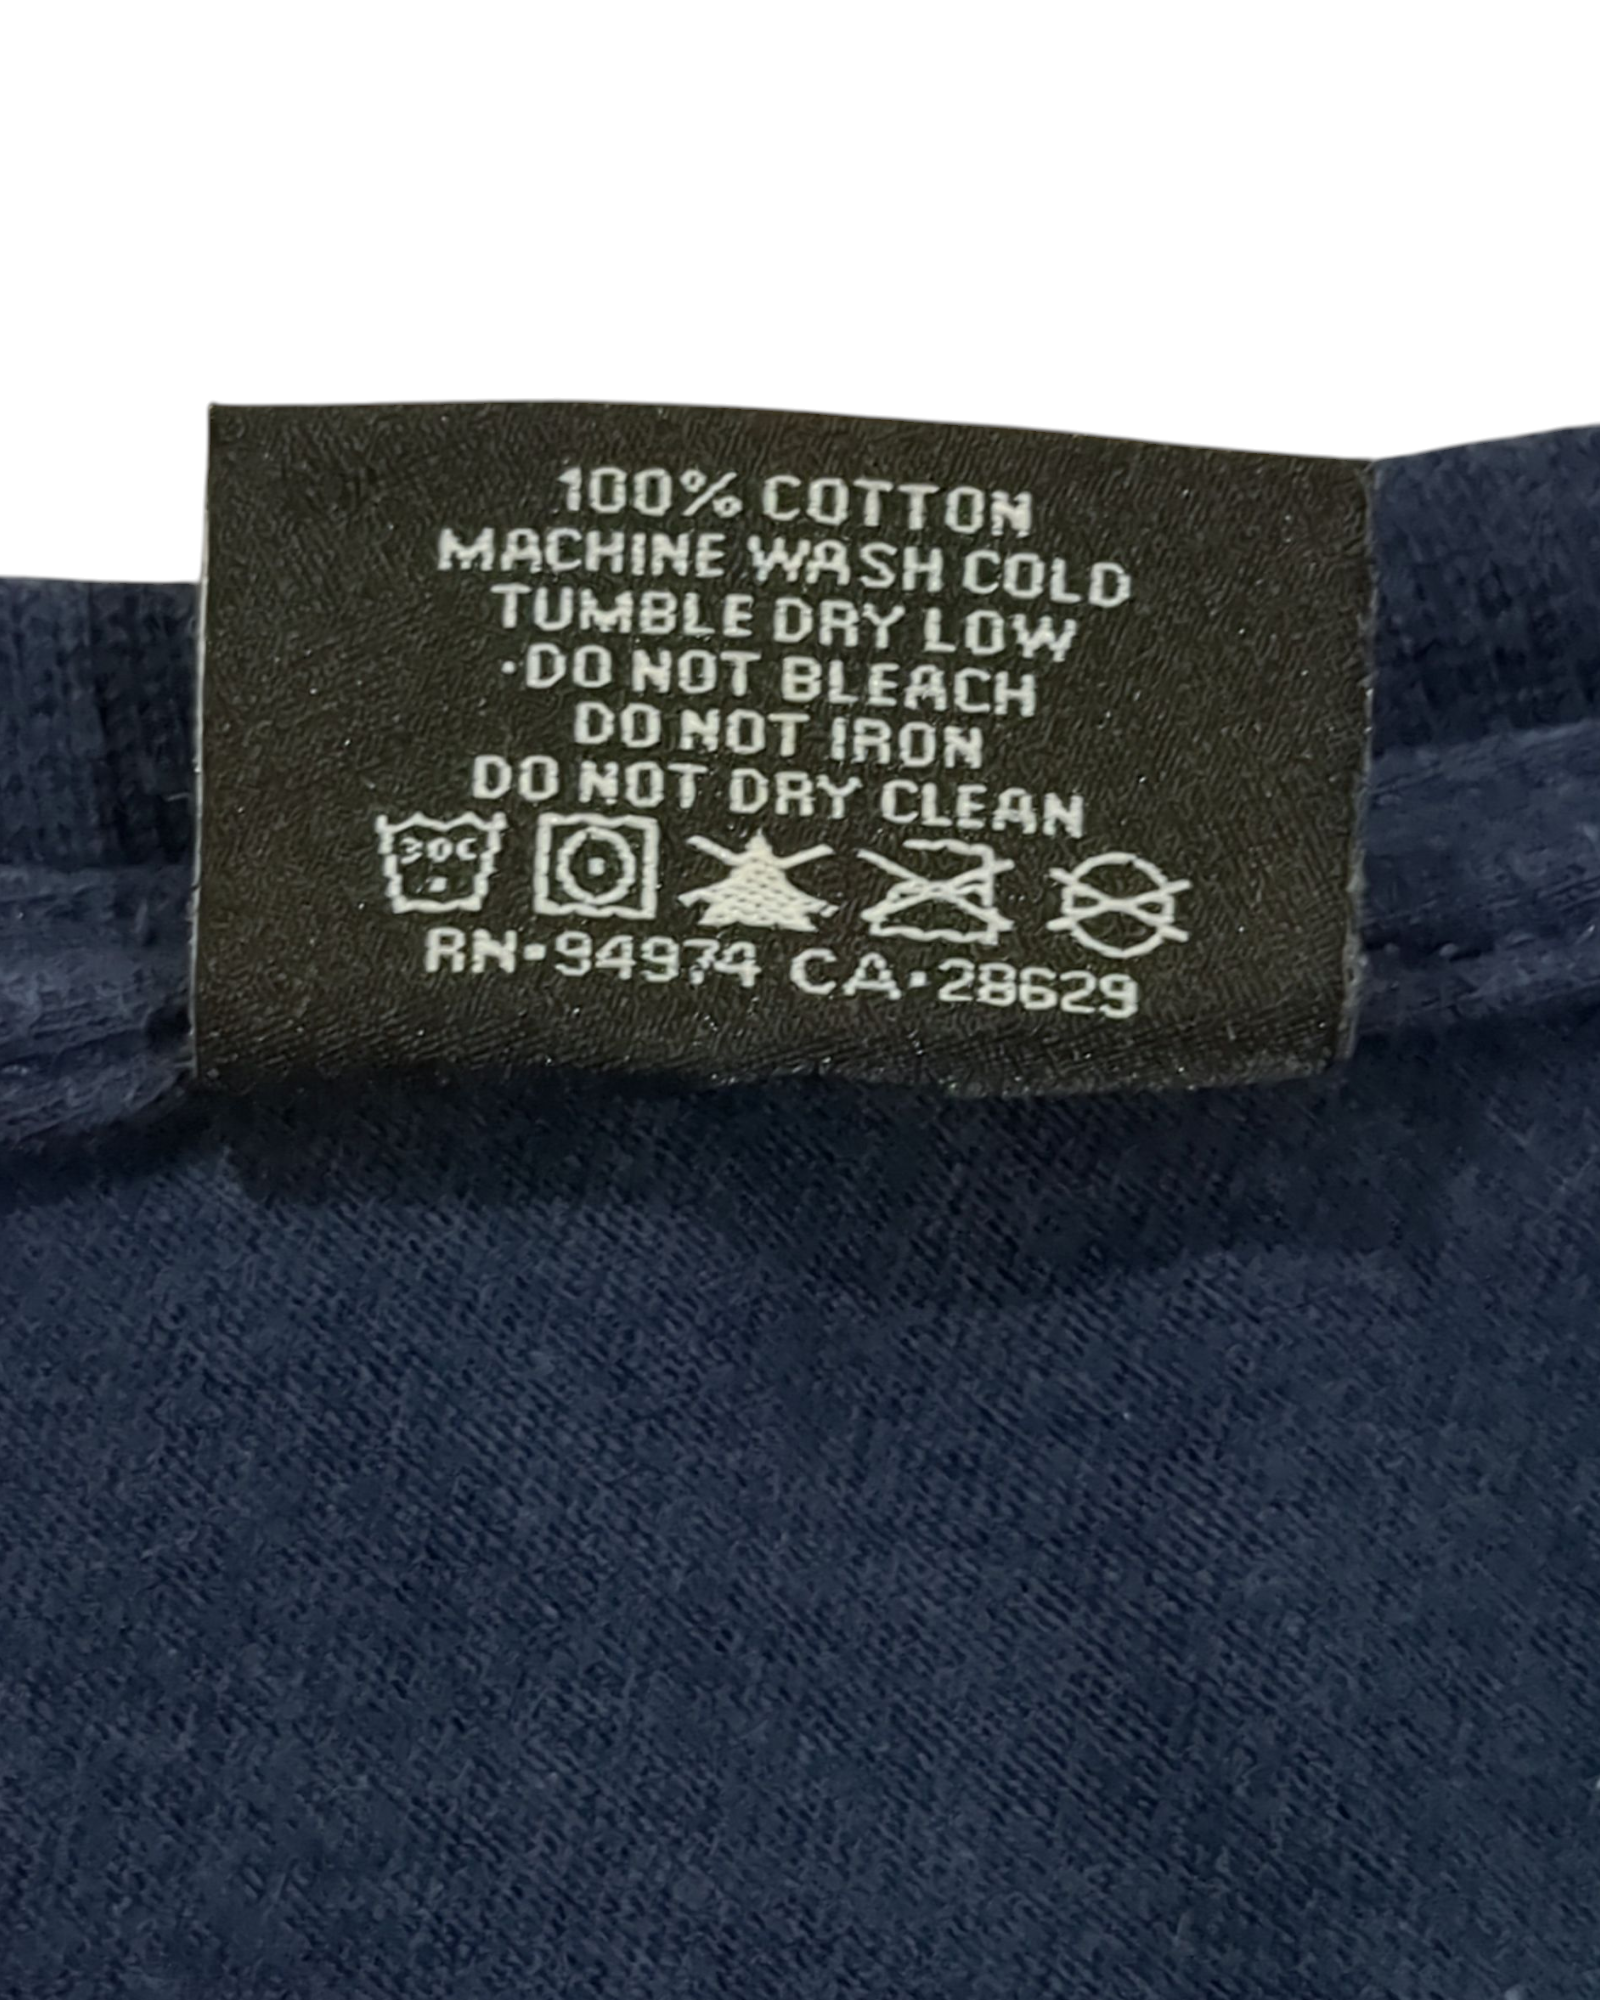 100% COTTON
MACHINE WASH COLD
TUMBLE DRY LOW
·DO NOT BLEACH
DO NOT IRON
DO NOT DRY CLEAN
30C
RN·94974 CA·28629